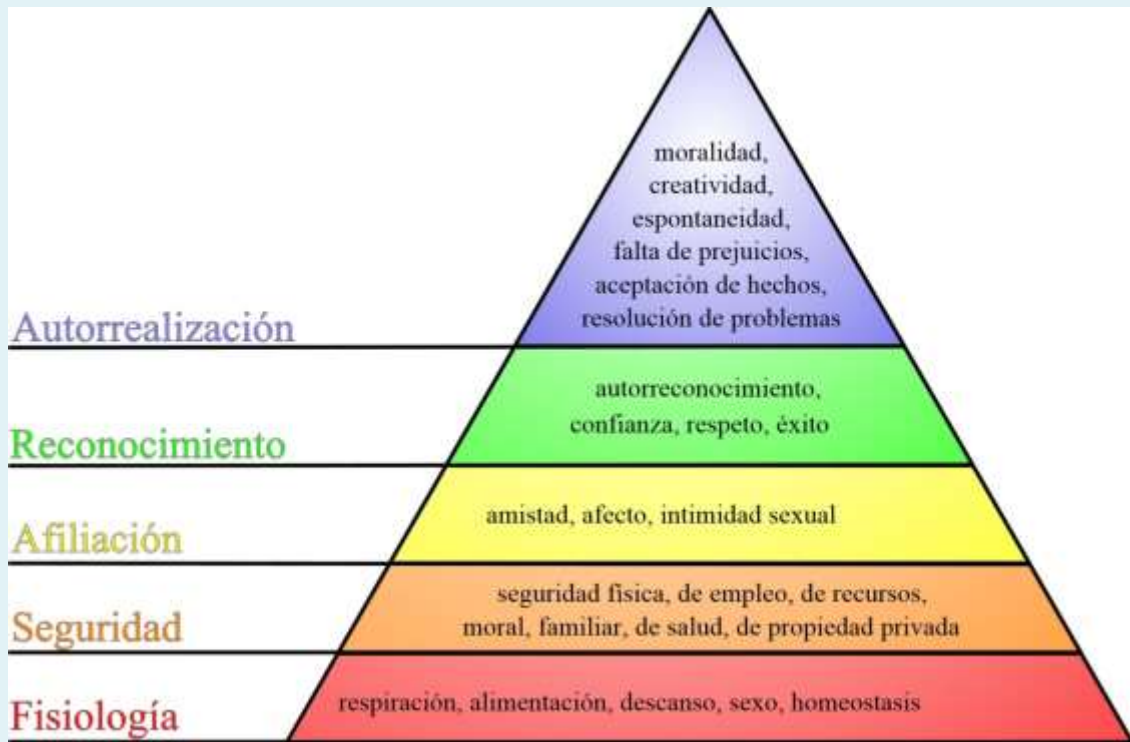 moralidad,
creatividad,
espontaneidad,
falta de prejuicios,
aceptación de hechos,
resolución de problemas
Autorrealización
autorreconocimiento,
confianza, respeto, éxito
Reconocimiento
amistad, afecto, intimidad sexual
Afiliación
seguridad física, de empleo, de recursos,
moral, familiar, de salud, de propiedad privada
Seguridad
respiración, alimentación, descanso, sexo, homeostasis
Fisiología